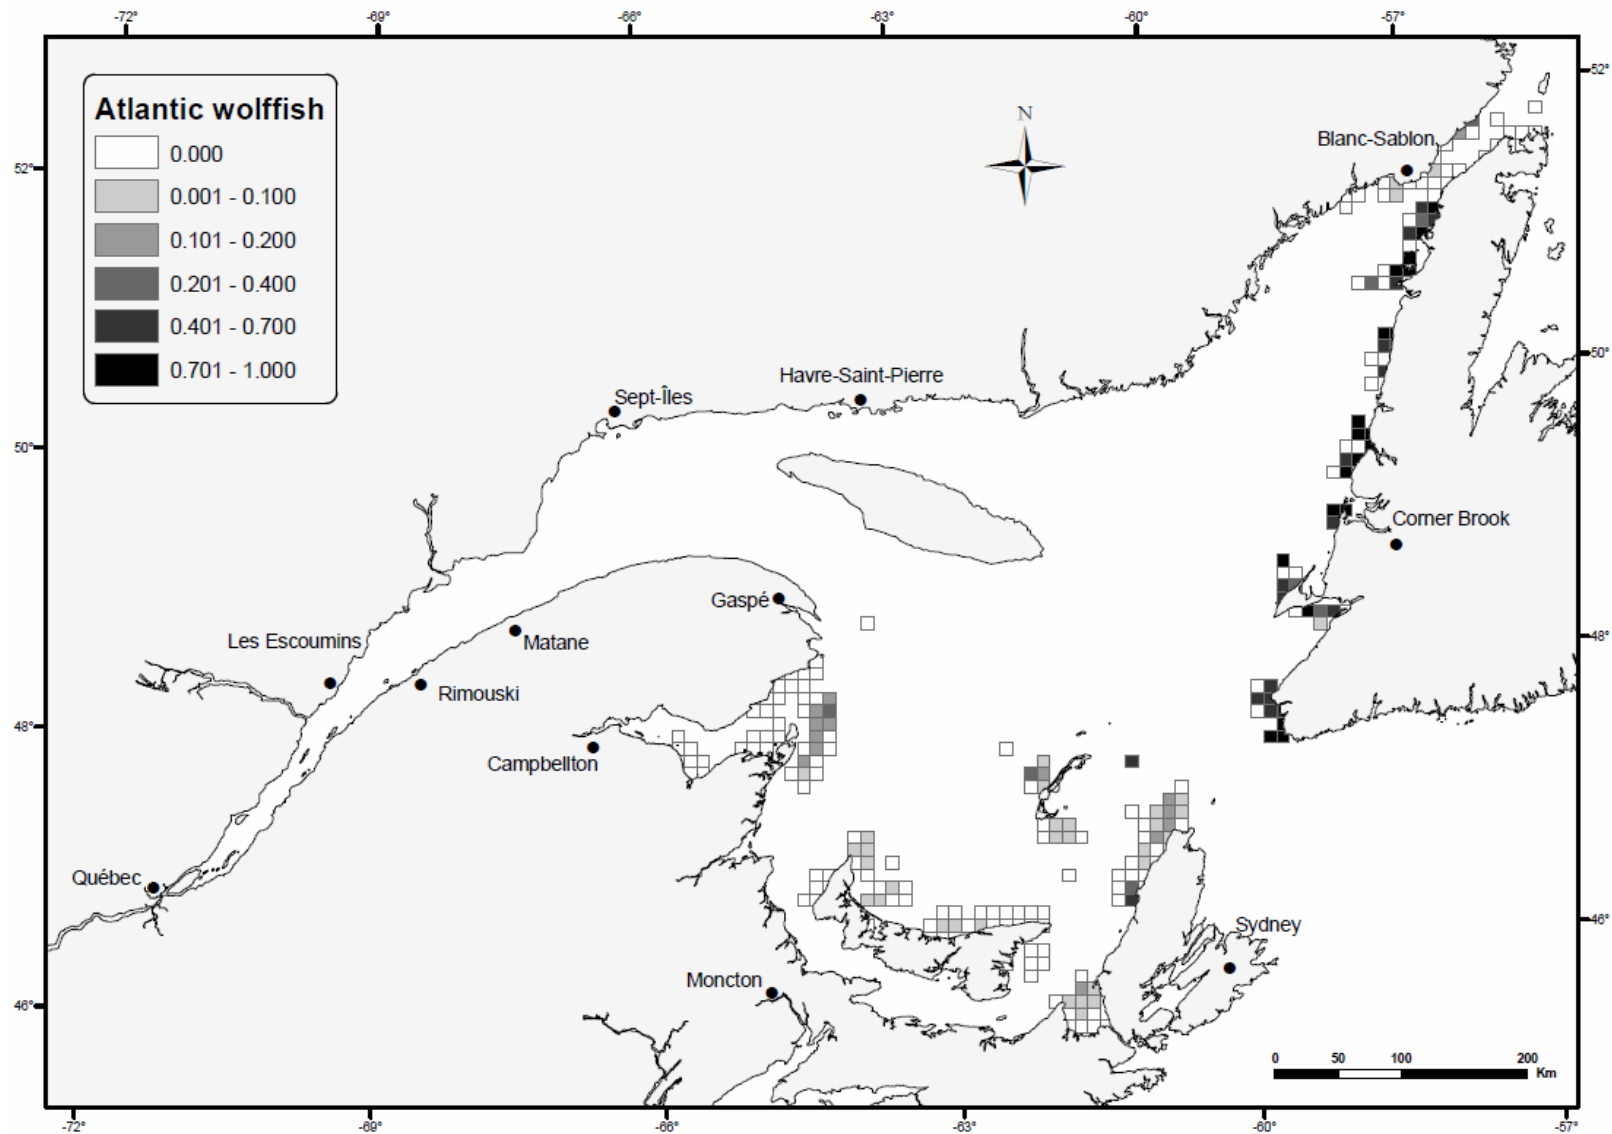 -72° -69° -66° -63° -60° -57°
52°
Atlantic wolffish
0.000
0.001 - 0.100
0.101 - 0.200
0.201 - 0.400
0.401 - 0.700
0.701 - 1.000
N
Blanc-Sablon
52°
50°
Havre-Saint-Pierre
Sept-Îles
50°
Corner Brook
Gaspé
Les Escoumins
Matane
48°
Rimouski
48°
Campbellton
Québec
46°
Sydney
Moncton
46°
0 50 100 200
Km
-72° -69° -66° -63° -60° -57°